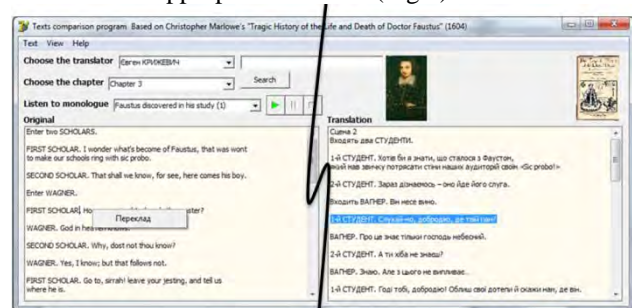 Texts comparison program Based on Christopher Marlowe's "Tragic History of the Life and Death of Doctor Faustus" (1604)
Text View Help
Choose the translator Євген КРИЖЕВИЧ
Choose the chapter Chapter 3 Search
Listen to monologue Faustus discovered in his study (1)
Original
Enter two SCHOLARS.
FIRST SCHOLAR. I wonder what's become of Faustus, that was wont
to make our schools ring with sic probo.
SECOND SCHOLAR. That shall we know, for see, here comes his boy.
Enter WAGNER.
FIRST SCHOLAR. Ho
Переклад
WAGNER. God in heaven
SECOND SCHOLAR. Why, dost not thou know?
WAGNER. Yes, I know; but that follows not.
FIRST SCHOLAR. Go to, sirrah! leave your jesting, and tell us
where he is.
Translation
Сцена 2
Входять два СТУДЕНТИ.
1-й СТУДЕНТ. Хотів би я знати, що сталося з Фаустом,
який нав звичку потрясати стіни наших аудиторій своїм «Sic probo!».
2-й СТУДЕНТ. Зараз дізнаємось – оно йде його слуга.
Входить ВАГНЕР. Він несе вино.
1-й СТУДЕНТ. Слухай-но, добродію, де твій пан?
ВАГНЕР. Про це знає тільки господь небесний.
2-й СТУДЕНТ. А ти хіба не знаєш?
ВАГНЕР. Знаю. Але з цього не випливає..
1-й СТУДЕНТ. Годі тобі, добродію! Облиш свої дотепи й скажи нам, де він.